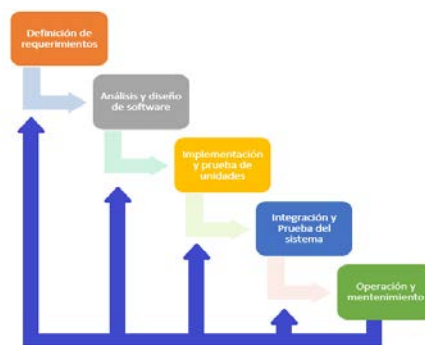 Definición de
requerimientos
Análisis y diseño
de software
Implementación
y prueba de
unidades
Integración y
Prueba del
sistema
Operación y
mentenimiento